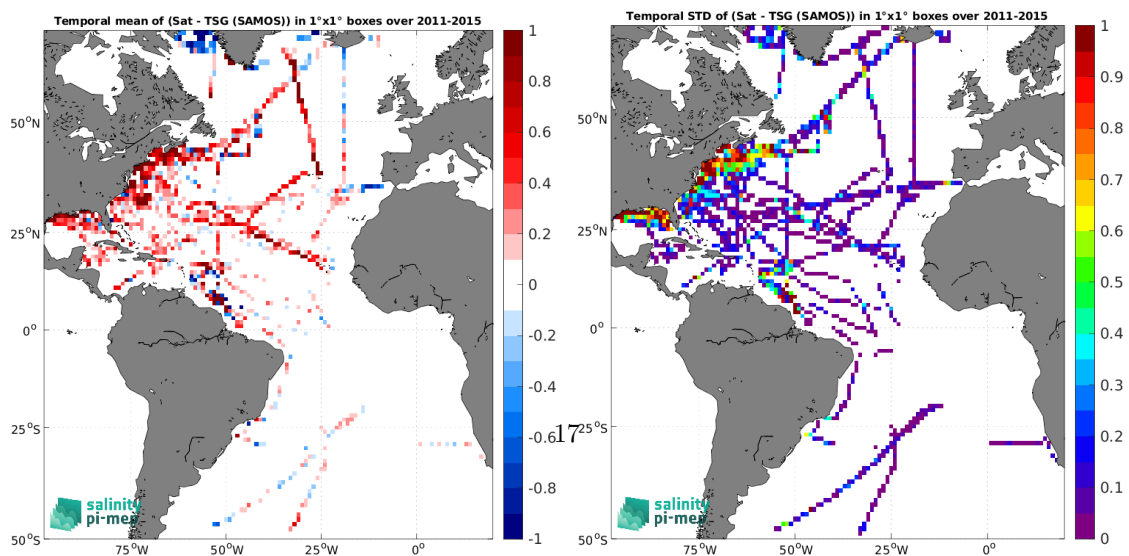 Temporal mean of (Sat - TSG (SAMOS)) in 1°x1° boxes over 2011-2015
50°N
25°N
0°
25°S
50°S
75°W
50°W
25°W
0°
1
0.8
0.6
0.4
0.2
0
-0.2
-0.4
-0.6
-0.8
-1
salinity
pi-mep
17
Temporal STD of (Sat - TSG (SAMOS)) in 1°x1° boxes over 2011-2015
50°N
25°N
0°
25°S
50°S
75°W
50°W
25°W
0°
1
0.9
0.8
0.7
0.6
0.5
0.4
0.3
0.2
0.1
0
salinity
pi-mep